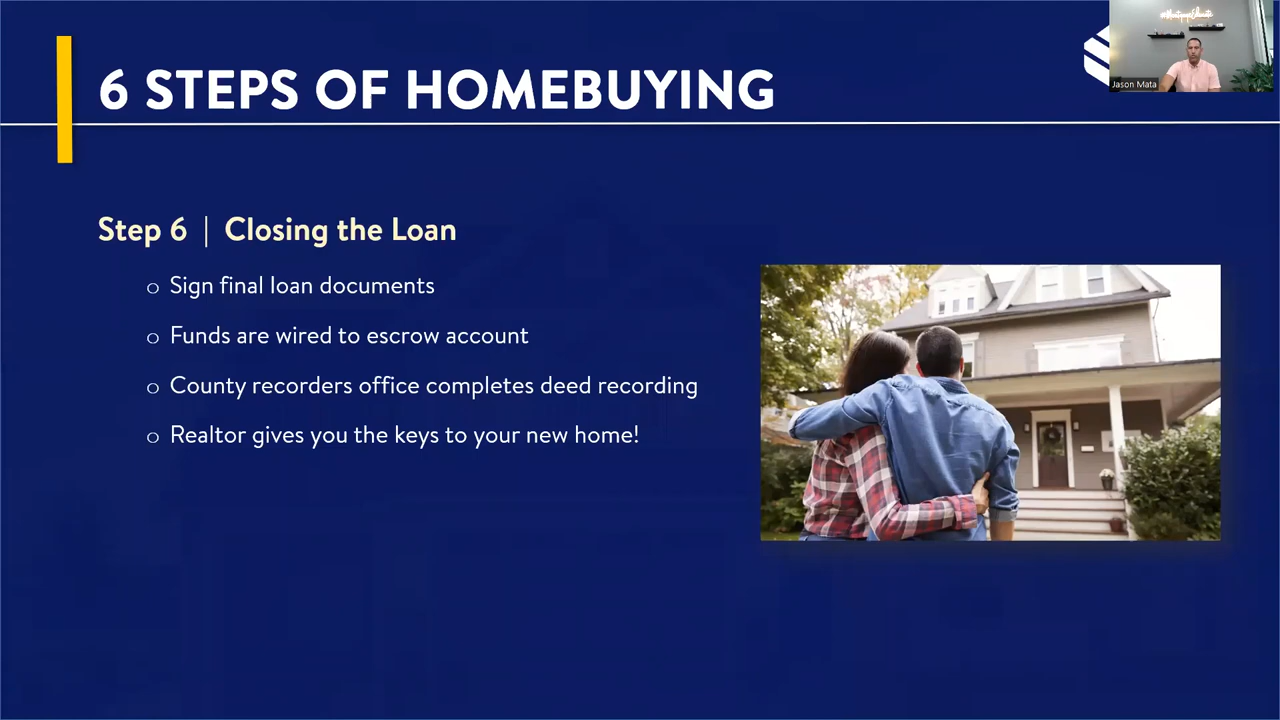 6 STEPS OF HOMEBUYING
Jason Mata
Step 6 | Closing the Loan
o Sign final loan documents
o Funds are wired to escrow account
o County recorders office completes deed recording
o Realtor gives you the keys to your new home!